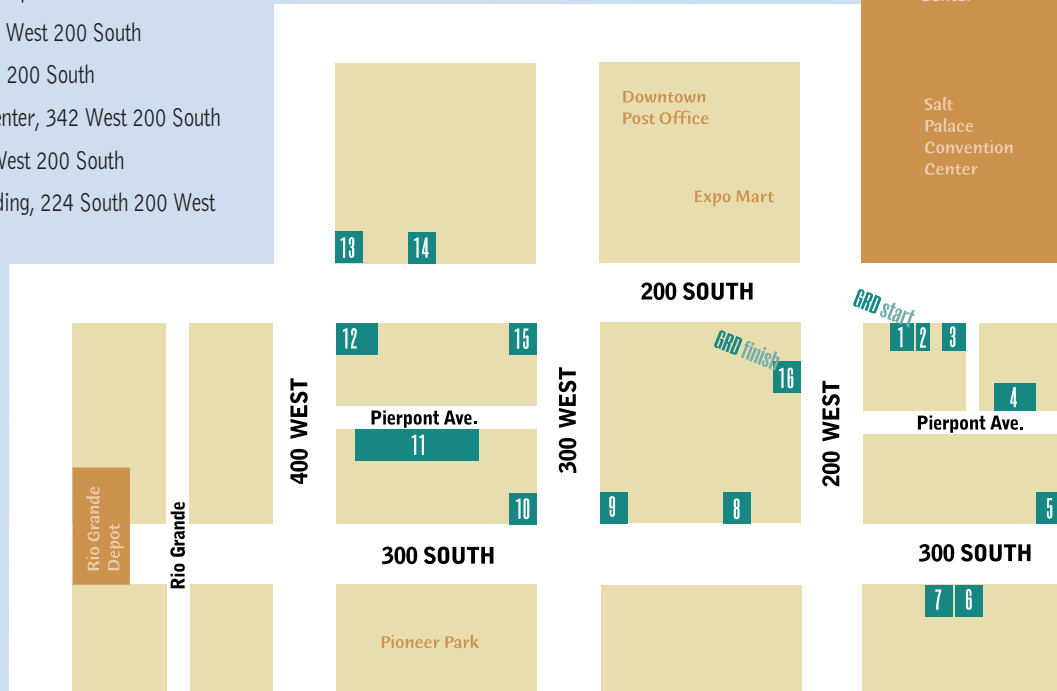 West 200 South
200 South
342 West 200 South
West 200 South
224 South 200 West
Salt
Palace
Convention
Center
Downtown
Post Office
Expo Mart
13
14
200 SOUTH
GRD start
12
15
GRD finish
16
1
2
3
4
400 WEST
Pierpont Ave.
300 WEST
200 WEST
Pierpont Ave.
11
10
9
8
5
Rio Grande
Depot
Rio Grande
300 SOUTH
300 SOUTH
7
6
Pioneer Park